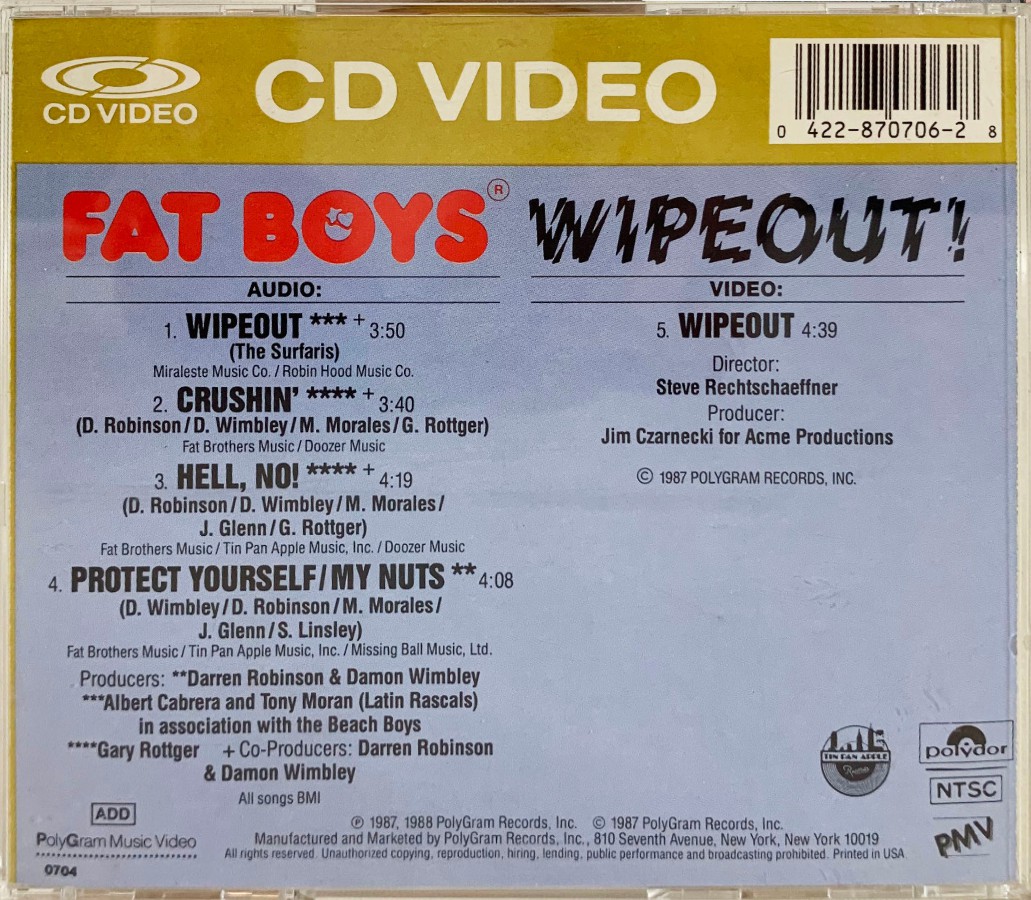 CD VIDEO
CD VIDEO
0 422-870706-2 8
FAT BOYS®
WIPEOUT!
AUDIO:
1. WIPEOUT *** + 3:50
(The Surfaris)
Miraleste Music Co. / Robin Hood Music Co.
2. CRUSHIN' **** + 3:40
(D. Robinson/D. Wimbley/M. Morales/G. Rottger)
Fat Brothers Music / Doozer Music
3. HELL, NO! **** + 4:19
(D. Robinson/D. Wimbley/M. Morales/
J. Glenn/G. Rottger)
Fat Brothers Music / Tin Pan Apple Music, Inc. / Doozer Music
4. PROTECT YOURSELF/MY NUTS ** 4:08
(D. Wimbley/D. Robinson/M. Morales/
J. Glenn/S. Linsley)
Fat Brothers Music / Tin Pan Apple Music, Inc. / Missing Ball Music, Ltd.
Producers: **Darren Robinson & Damon Wimbley
***Albert Cabrera and Tony Moran (Latin Rascals)
in association with the Beach Boys
****Gary Rottger + Co-Producers: Darren Robinson
& Damon Wimbley
All songs BMI
VIDEO:
5. WIPEOUT 4:39
Director:
Steve Rechtschaeffner
Producer:
Jim Czarnecki for Acme Productions
© 1987 POLYGRAM RECORDS, INC.
TIN PAN APPLE
Records
polydor
NTSC
PMV
ADD
PolyGram Music Video
0704
℗ 1987, 1988 PolyGram Records, Inc. © 1987 PolyGram Records, Inc.
Manufactured and Marketed by PolyGram Records, Inc., 810 Seventh Avenue, New York, New York 10019
All rights reserved. Unauthorized copying, reproduction, hiring, lending, public performance and broadcasting prohibited. Printed in USA